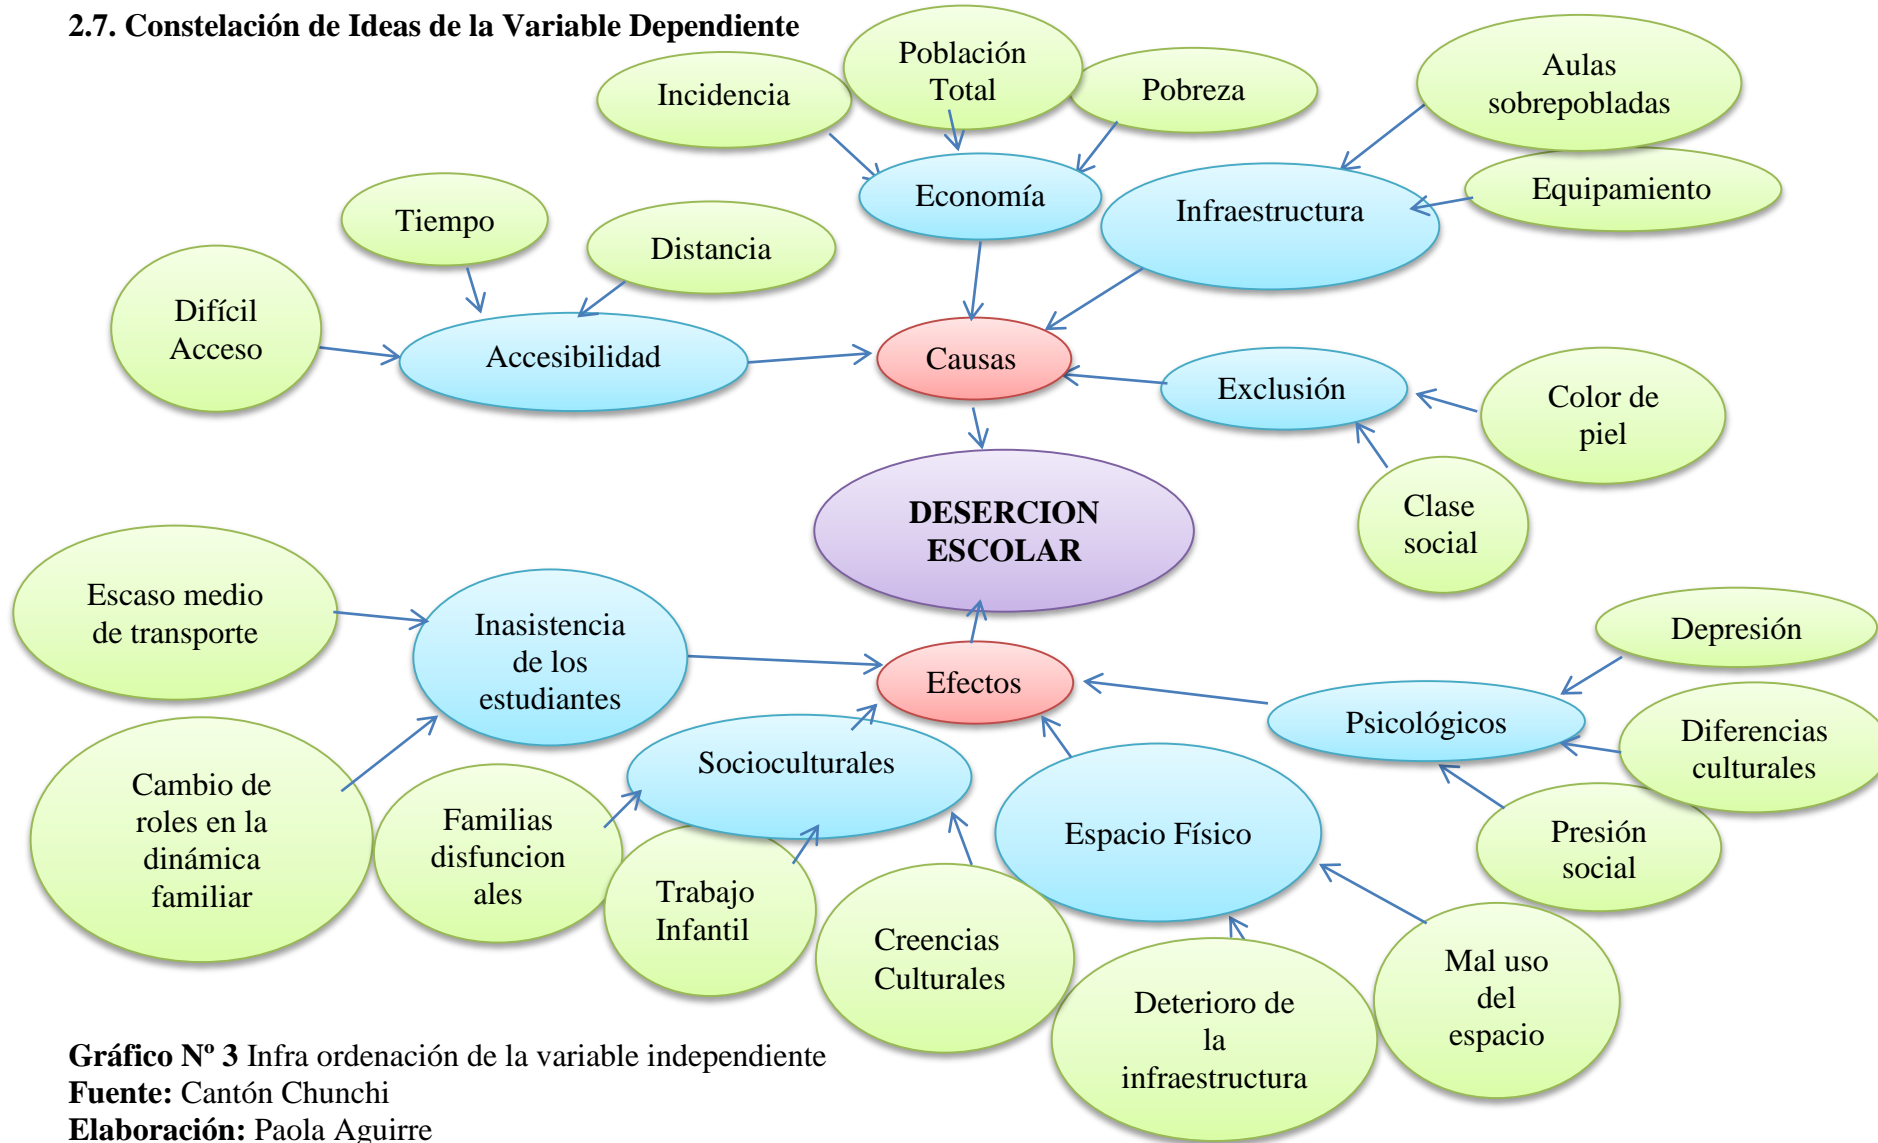 2.7. Constelación de Ideas de la Variable Dependiente
Población
Total
Incidencia
Pobreza
Aulas
sobrepobladas
Economía
Infraestructura
Equipamiento
Tiempo
Distancia
Difícil
Acceso
Accesibilidad
Causas
Exclusión
Color de
piel
Clase
social
DESERCION
ESCOLAR
Escaso medio
de transporte
Inasistencia
de los
estudiantes
Efectos
Depresión
Psicológicos
Diferencias
culturales
Socioculturales
Cambio de
roles en la
dinámica
familiar
Familias
disfuncion
ales
Espacio Físico
Presión
social
Trabajo
Infantil
Creencias
Culturales
Mal uso
del
espacio
Deterioro de
la
infraestructura
Gráfico Nº 3 Infra ordenación de la variable independiente
Fuente: Cantón Chunchi
Elaboración: Paola Aguirre